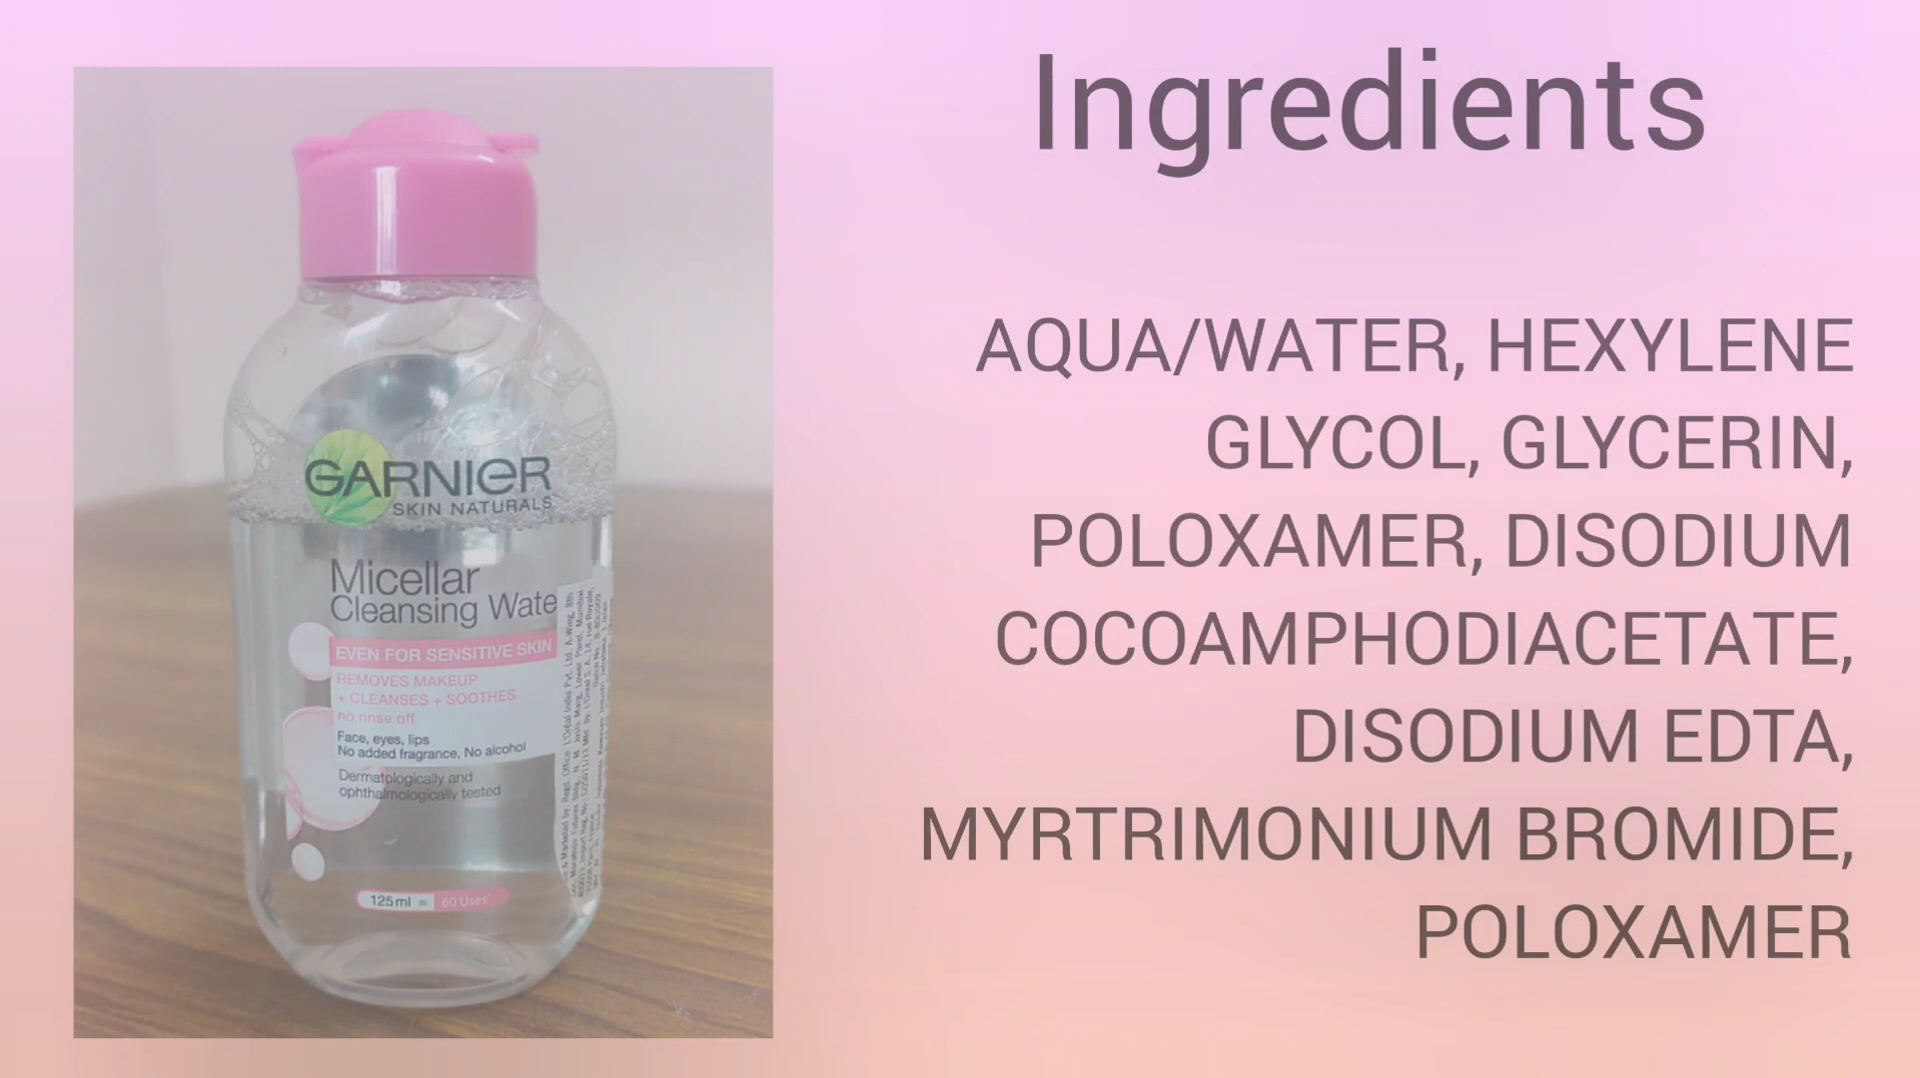 Ingredients
AQUA/WATER, HEXYLENE
GLYCOL, GLYCERIN,
POLOXAMER, DISODIUM
COCOAMPHODIACETATE,
DISODIUM EDTA,
MYRTRIMONIUM BROMIDE,
POLOXAMER
GARNIER
SKIN NATURALS
Micellar
Cleansing Wate
EVEN FOR SENSITIVE SKIN
REMOVES MAKEUP
+ CLEANSES + SOOTHES
no rinse off
Face, eyes, lips
No added fragrance, No alcohol
Dermatologically and
ophthalmologically tested
125ml = 60 Uses*